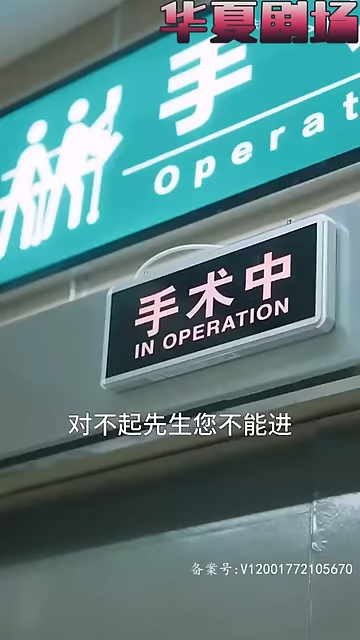 华夏剧场
手
Operat
手术中
IN OPERATION
对不起先生您不能进
备案号:V12001772105670